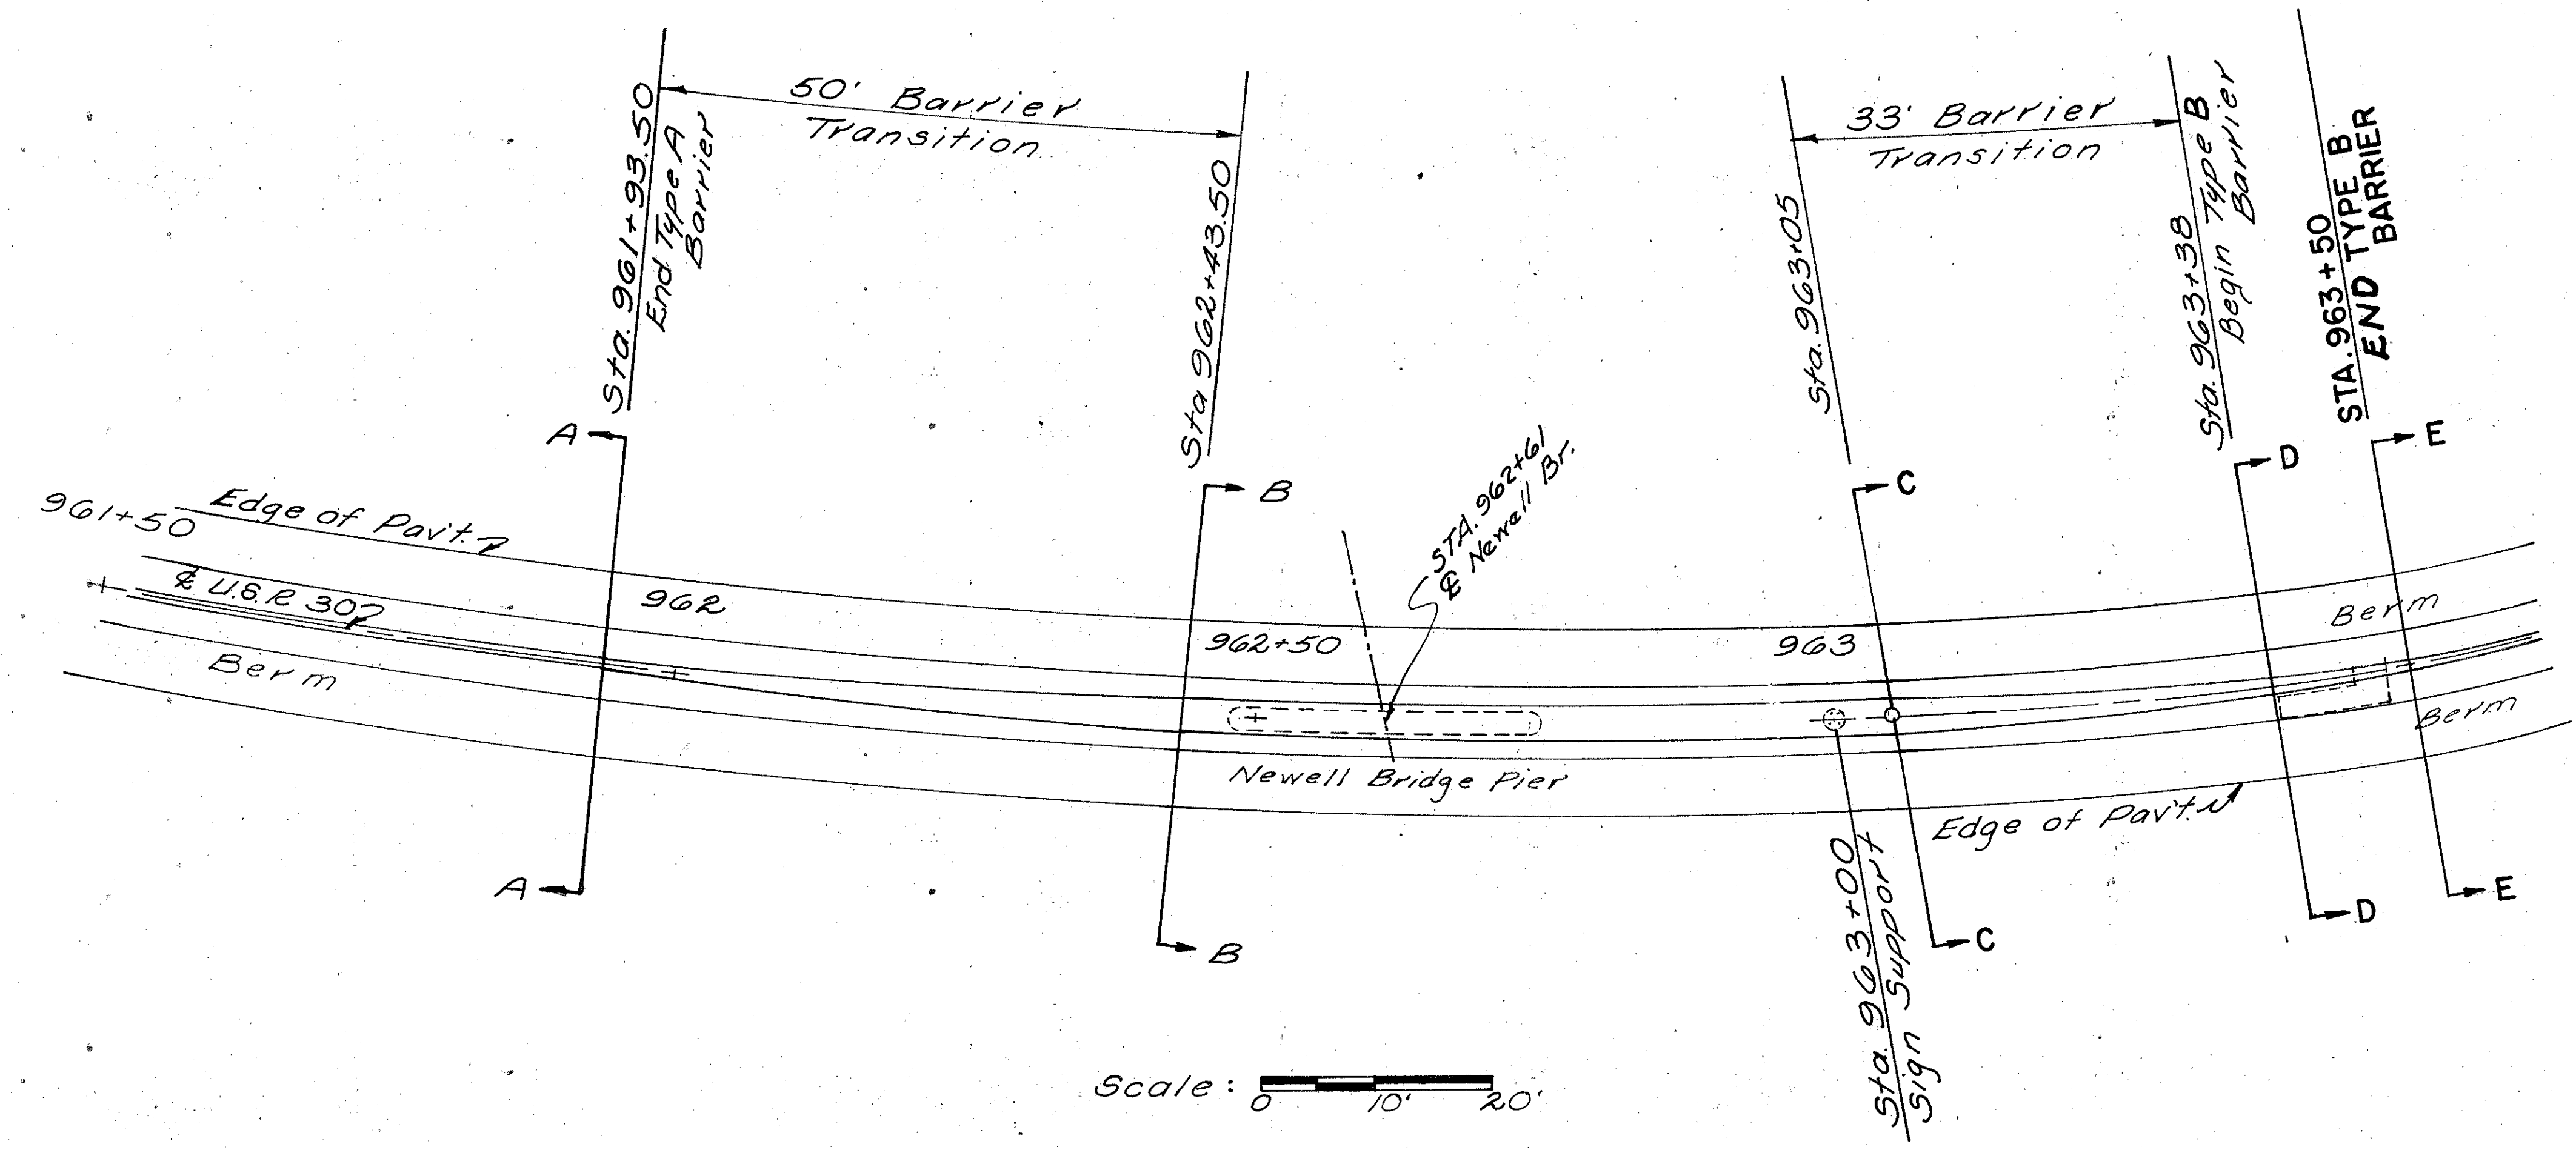 50' Barrier
Transition
33' Barrier
Transition
Sta. 961+93.50
End Type A
Barrier
Sta 962+43.50
Sta. 963+05
Sta. 963+38
Begin Type B
Barrier
STA. 963+50
END TYPE B
BARRIER
A
B
C
D
E
STA. 962+61
℄ Newell Br.
961+50
Edge of Pav't.
℄ U.S.R 30
962
962+50
963
Berm
Berm
Berm
Newell Bridge Pier
Edge of Pav't.
A
B
C
D
E
Sta. 963+00
Sign Support
Scale:
0 10' 20'